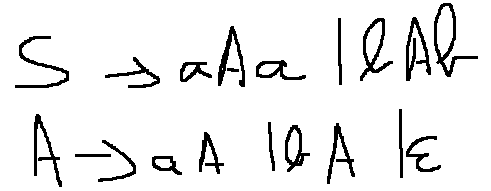 S → aAa | bAb
A → aA | bA | ε